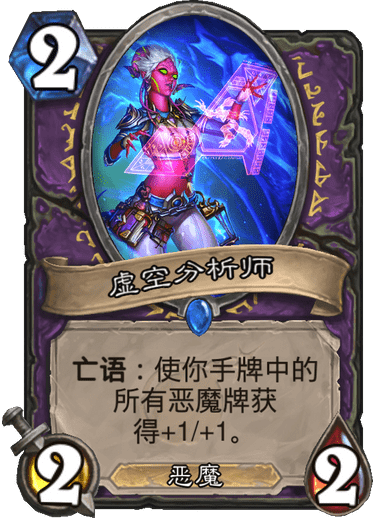 2
虚空分析师
亡语：使你手牌中的
所有恶魔牌获
得+1/+1。
2
恶魔
2